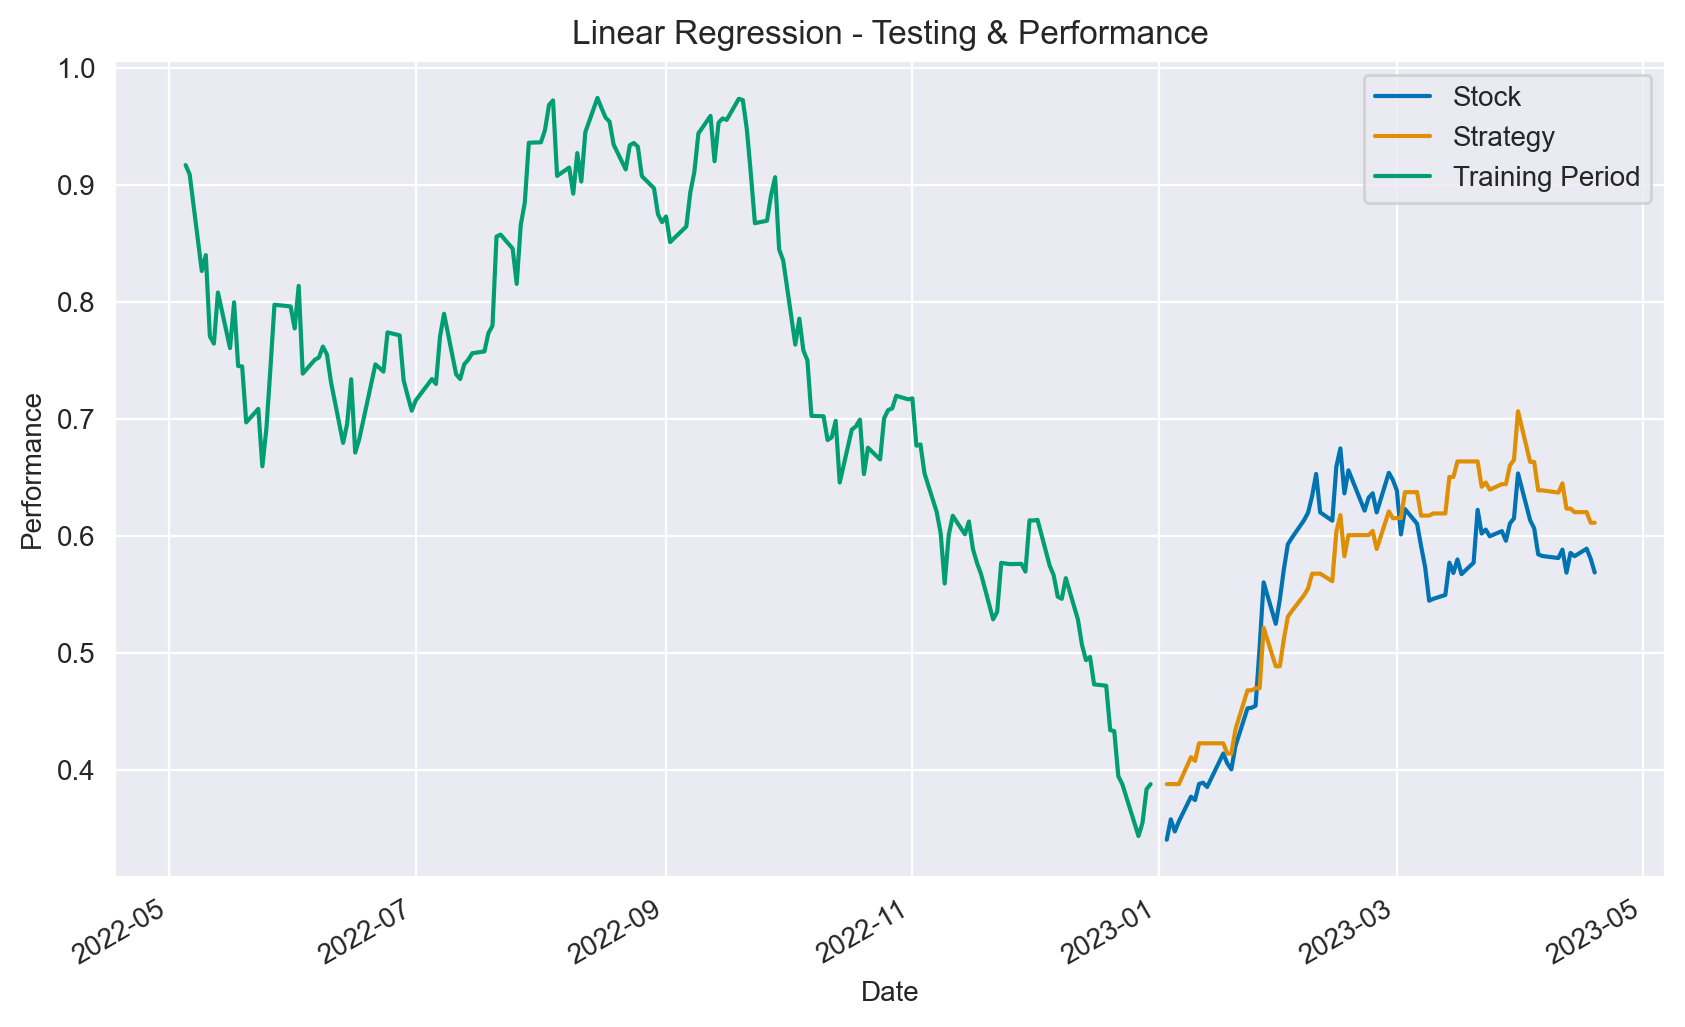 Linear Regression - Testing & Performance
Stock
Strategy
Training Period
Performance
1.0
0.9
0.8
0.7
0.6
0.5
0.4
2022-05
2022-07
2022-09
2022-11
2023-01
2023-03
2023-05
Date